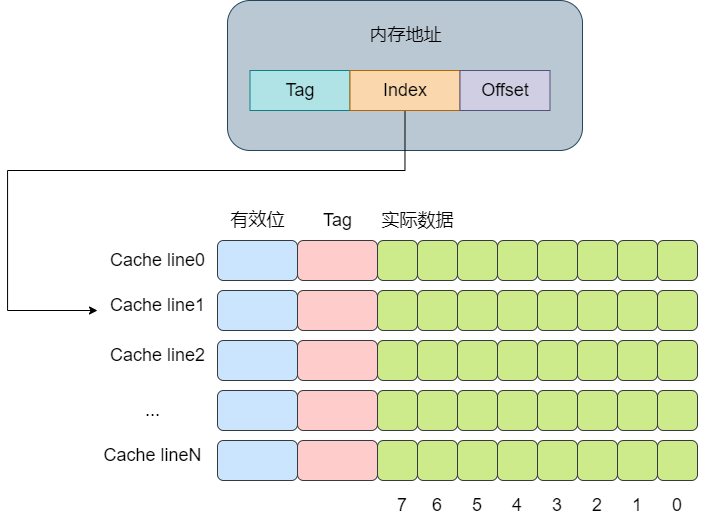 内存地址
Tag Index Offset
有效位 Tag 实际数据
Cache line0
Cache line1
Cache line2
...
Cache lineN
7 6 5 4 3 2 1 0